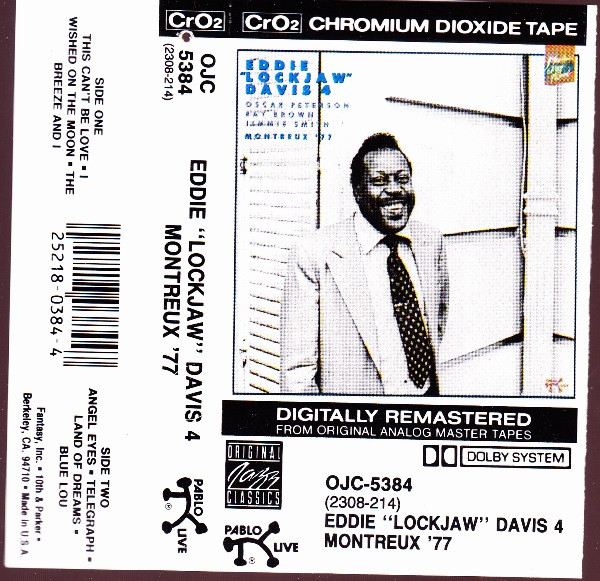 CrO2
CrO2 CHROMIUM DIOXIDE TAPE
OJC
5384
(2308-214)
EDDIE “LOCKJAW” DAVIS 4
MONTREUX '77
PABLO
LIVE
SIDE ONE
THIS CAN'T BE LOVE ▪ I
WISHED ON THE MOON ▪ THE
BREEZE AND I
25218-0384-4
SIDE TWO
ANGEL EYES ▪ TELEGRAPH ▪
LAND OF DREAMS ▪
BLUE LOU
Fantasy, Inc. ▪ 10th & Parker ▪
Berkeley, CA. 94710 ▪ Made in U.S.A.
EDDIE
"LOCKJAW"
DAVIS 4
OSCAR PETERSON
RAY BROWN
JIMMIE SMITH
MONTREUX '77
DIGITALLY REMASTERED
FROM ORIGINAL ANALOG MASTER TAPES
DOLBY SYSTEM
ORIGINAL
Jazz
CLASSICS
PABLO
LIVE
OJC-5384
(2308-214)
EDDIE “LOCKJAW” DAVIS 4
MONTREUX '77